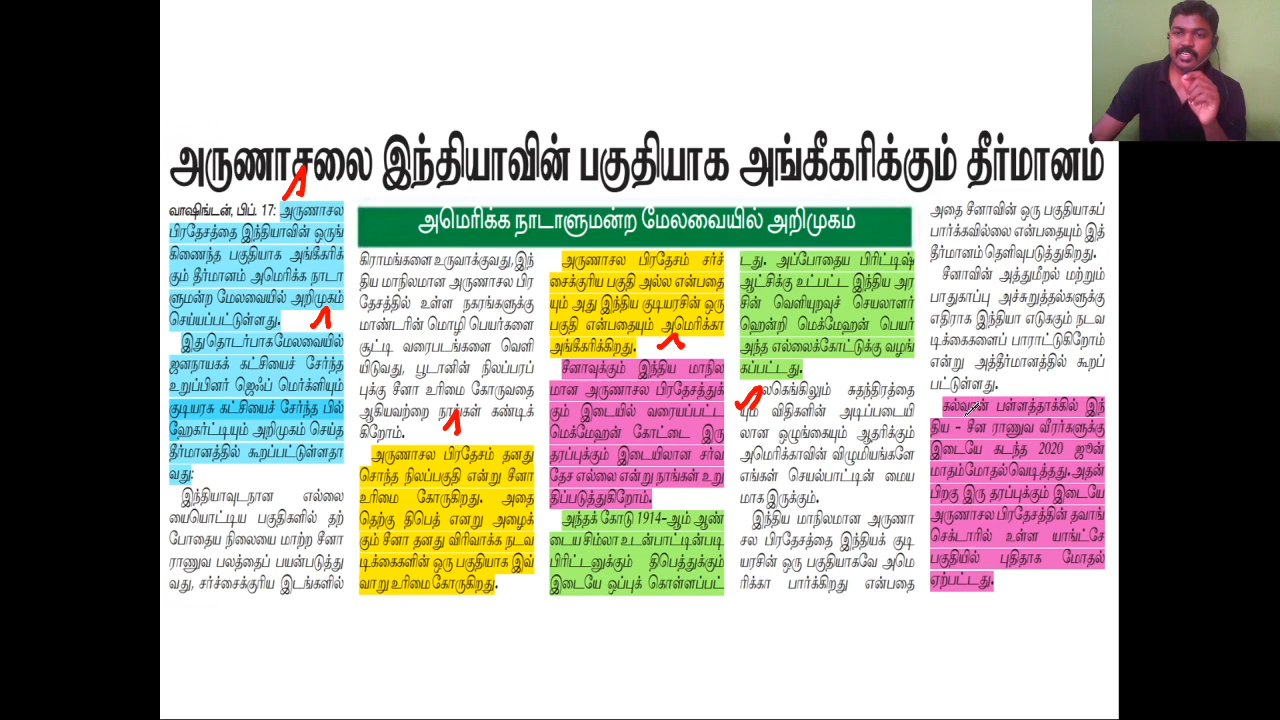 அருணாசலை இந்தியாவின் பகுதியாக அங்கீகரிக்கும் தீர்மானம்
அமெரிக்க நாடாளுமன்ற மேலவையில் அறிமுகம்
வாஷிங்டன், பிப். 17: அருணாசல
பிரதேசத்தை இந்தியாவின் ஒருங்
கிணைந்த பகுதியாக அங்கீகரிக்
கும் தீர்மானம் அமெரிக்க நாடா
ளுமன்ற மேலவையில் அறிமுகம்
செய்யப்பட்டுள்ளது.
இதுதொடர்பாக மேலவையில்
ஜனநாயகக் கட்சியைச் சேர்ந்த
உறுப்பினர் ஜெஃப் மெர்க்லியும்
குடியரசு கட்சியைச் சேர்ந்த பில்
ஹேகர்ட்டியும் அறிமுகம் செய்த
தீர்மானத்தில் கூறப்பட்டுள்ளதா
வது:
இந்தியாவுடனான எல்லை
யையொட்டிய பகுதிகளில் தற்
போதைய நிலையை மாற்ற சீனா
ராணுவ பலத்தைப் பயன்படுத்து
வது, சர்ச்சைக்குரிய இடங்களில்
கிராமங்களை உருவாக்குவது, இந்
திய மாநிலமான அருணாசல பிர
தேசத்தில் உள்ள நகரங்களுக்கு
மாண்டரின் மொழி பெயர்களை
சூட்டி வரைபடங்களை வெளி
யிடுவது, பூடானின் நிலப்பரப்
புக்கு சீனா உரிமை கோருவதை
ஆகியவற்றை நாங்கள் கண்டிக்
கிறோம்.
அருணாசல பிரதேசம் தனது
சொந்த நிலப்பகுதி என்று சீனா
உரிமை கோருகிறது. அதை
தெற்கு திபெத் எனறு அழைக்
கும் சீனா தனது விரிவாக்க நடவ
டிக்கைகளின் ஒரு பகுதியாக இவ்
வாறு உரிமை கோருகிறது.
அருணாசல பிரதேசம் சர்ச்
சைக்குரிய பகுதி அல்ல என்பதை
யும் அது இந்திய குடியரசின் ஒரு
பகுதி என்பதையும் அமெரிக்கா
அங்கீகரிக்கிறது.
சீனாவுக்கும் இந்திய மாநில
மான அருணாசல பிரதேசத்துக்
கும் இடையில் வரையப்பட்ட
மெக்மேஹன் கோட்டை இரு
தரப்புக்கும் இடையிலான சர்வ
தேச எல்லை என்று நாங்கள் உறு
திப்படுத்துகிறோம்.
அந்தக் கோடு 1914-ஆம் ஆண்
டைய சிம்லா உடன்பாட்டின்படி
பிரிட்டனுக்கும் திபெத்துக்கும்
இடையே ஒப்புக் கொள்ளப்பட்
டது. அப்போதைய பிரிட்டிஷ்
ஆட்சிக்கு உட்பட்ட இந்திய அர
சின் வெளியுறவுச் செயலாளர்
ஹென்றி மெக்மேஹன் பெயர்
அந்த எல்லைக்கோட்டுக்கு வழங்
கப்பட்டது.
உலகெங்கிலும் சுதந்திரத்தை
யும் விதிகளின் அடிப்படையி
லான ஒழுங்கையும் ஆதரிக்கும்
அமெரிக்காவின் விழுமியங்களே
எங்கள் செயல்பாட்டின் மைய
மாக இருக்கும்.
இந்திய மாநிலமான அருணா
சல பிரதேசத்தை இந்தியக் குடி
யரசின் ஒரு பகுதியாகவே அமெ
ரிக்கா பார்க்கிறது என்பதை
அதை சீனாவின் ஒரு பகுதியாகப்
பார்க்கவில்லை என்பதையும் இத்
தீர்மானம் தெளிவுபடுத்துகிறது.
சீனாவின் அத்துமீறல் மற்றும்
பாதுகாப்பு அச்சுறுத்தல்களுக்கு
எதிராக இந்தியா எடுக்கும் நடவ
டிக்கைகளைப் பாராட்டுகிறோம்
என்று அத்தீர்மானத்தில் கூறப்
பட்டுள்ளது.
கல்வான் பள்ளத்தாக்கில் இந்
திய - சீன ராணுவ வீரர்களுக்கு
இடையே கடந்த 2020 ஜூன்
மாதம் மோதல் வெடித்தது. அதன்
பிறகு இரு தரப்புக்கும் இடையே
அருணாசல பிரதேசத்தின் தவாங்
செக்டாரில் உள்ள யாங்ட்சே
பகுதியில் புதிதாக மோதல்
ஏற்பட்டது.